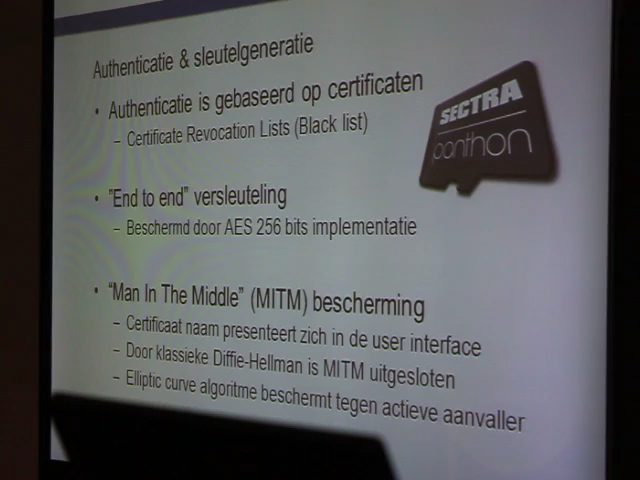 Authenticatie & sleutelgeneratie
• Authenticatie is gebaseerd op certificaten
– Certificate Revocation Lists (Black list)
SECTRA
panthon
• "End to end" versleuteling
– Beschermd door AES 256 bits implementatie
• "Man In The Middle" (MITM) bescherming
– Certificaat naam presenteert zich in de user interface
– Door klassieke Diffie-Hellman is MITM uitgesloten
– Elliptic curve algoritme beschermt tegen actieve aanvaller